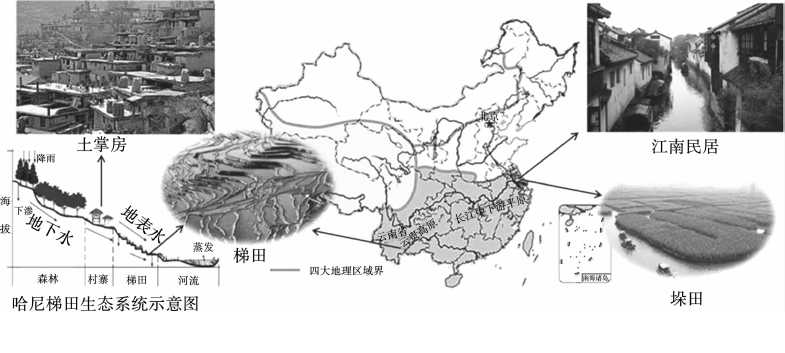 土掌房
江南民居
北京
降雨
海拔
下渗
地下水
地表水
蒸发
森林
村寨
梯田
河流
哈尼梯田生态系统示意图
梯田
云南省
云贵高原
长江中下游平原
四大地理区域界
南海诸岛
垛田